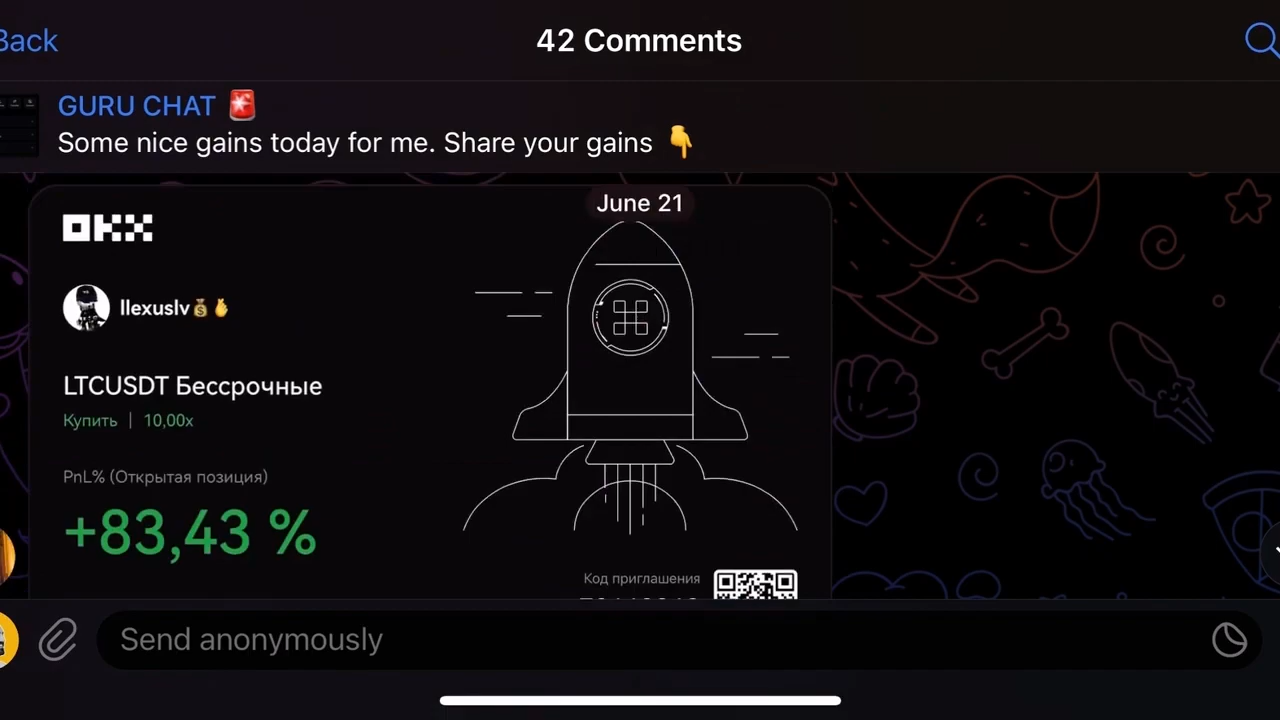 Back
42 Comments
GURU CHAT 🚨
Some nice gains today for me. Share your gains 👇
June 21
OKX
llexuslv💰🫰
LTCUSDT Бессрочные
Купить | 10,00x
PnL% (Открытая позиция)
+83,43 %
Код приглашения
Send anonymously